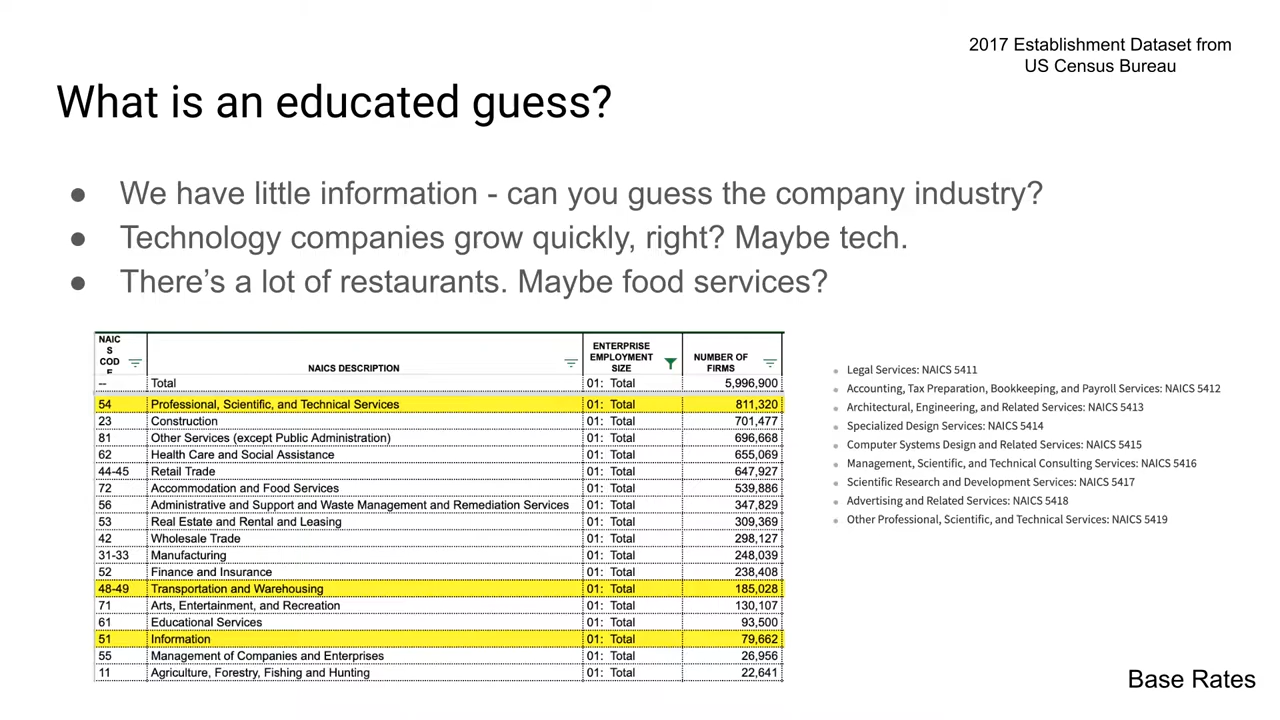 2017 Establishment Dataset from
US Census Bureau
What is an educated guess?
● We have little information - can you guess the company industry?
● Technology companies grow quickly, right? Maybe tech.
● There’s a lot of restaurants. Maybe food services?
NAIC
S
COD
E
NAICS DESCRIPTION
ENTERPRISE
EMPLOYMENT
SIZE
NUMBER OF
FIRMS
-- Total 01: Total 5,996,900
54 Professional, Scientific, and Technical Services 01: Total 811,320
23 Construction 01: Total 701,477
81 Other Services (except Public Administration) 01: Total 696,668
62 Health Care and Social Assistance 01: Total 655,069
44-45 Retail Trade 01: Total 647,927
72 Accommodation and Food Services 01: Total 539,886
56 Administrative and Support and Waste Management and Remediation Services 01: Total 347,829
53 Real Estate and Rental and Leasing 01: Total 309,369
42 Wholesale Trade 01: Total 298,127
31-33 Manufacturing 01: Total 248,039
52 Finance and Insurance 01: Total 238,408
48-49 Transportation and Warehousing 01: Total 185,028
71 Arts, Entertainment, and Recreation 01: Total 130,107
61 Educational Services 01: Total 93,500
51 Information 01: Total 79,662
55 Management of Companies and Enterprises 01: Total 26,956
11 Agriculture, Forestry, Fishing and Hunting 01: Total 22,641
● Legal Services: NAICS 5411
● Accounting, Tax Preparation, Bookkeeping, and Payroll Services: NAICS 5412
● Architectural, Engineering, and Related Services: NAICS 5413
● Specialized Design Services: NAICS 5414
● Computer Systems Design and Related Services: NAICS 5415
● Management, Scientific, and Technical Consulting Services: NAICS 5416
● Scientific Research and Development Services: NAICS 5417
● Advertising and Related Services: NAICS 5418
● Other Professional, Scientific, and Technical Services: NAICS 5419
Base Rates